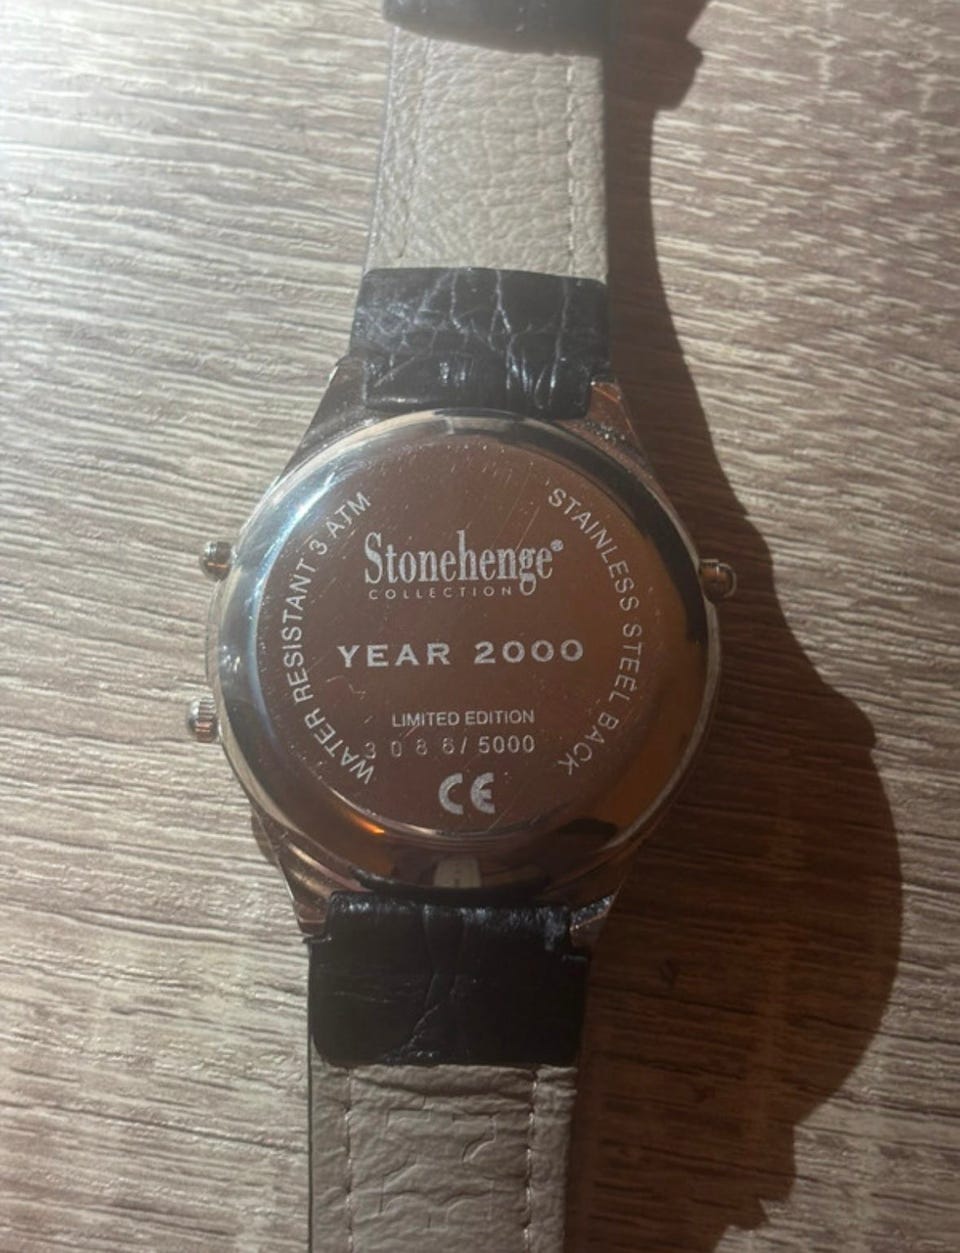 WATER RESISTANT 3 ATM
STAINLESS STEEL BACK
Stonehenge®
COLLECTION
YEAR 2000
LIMITED EDITION
3086/5000
CE